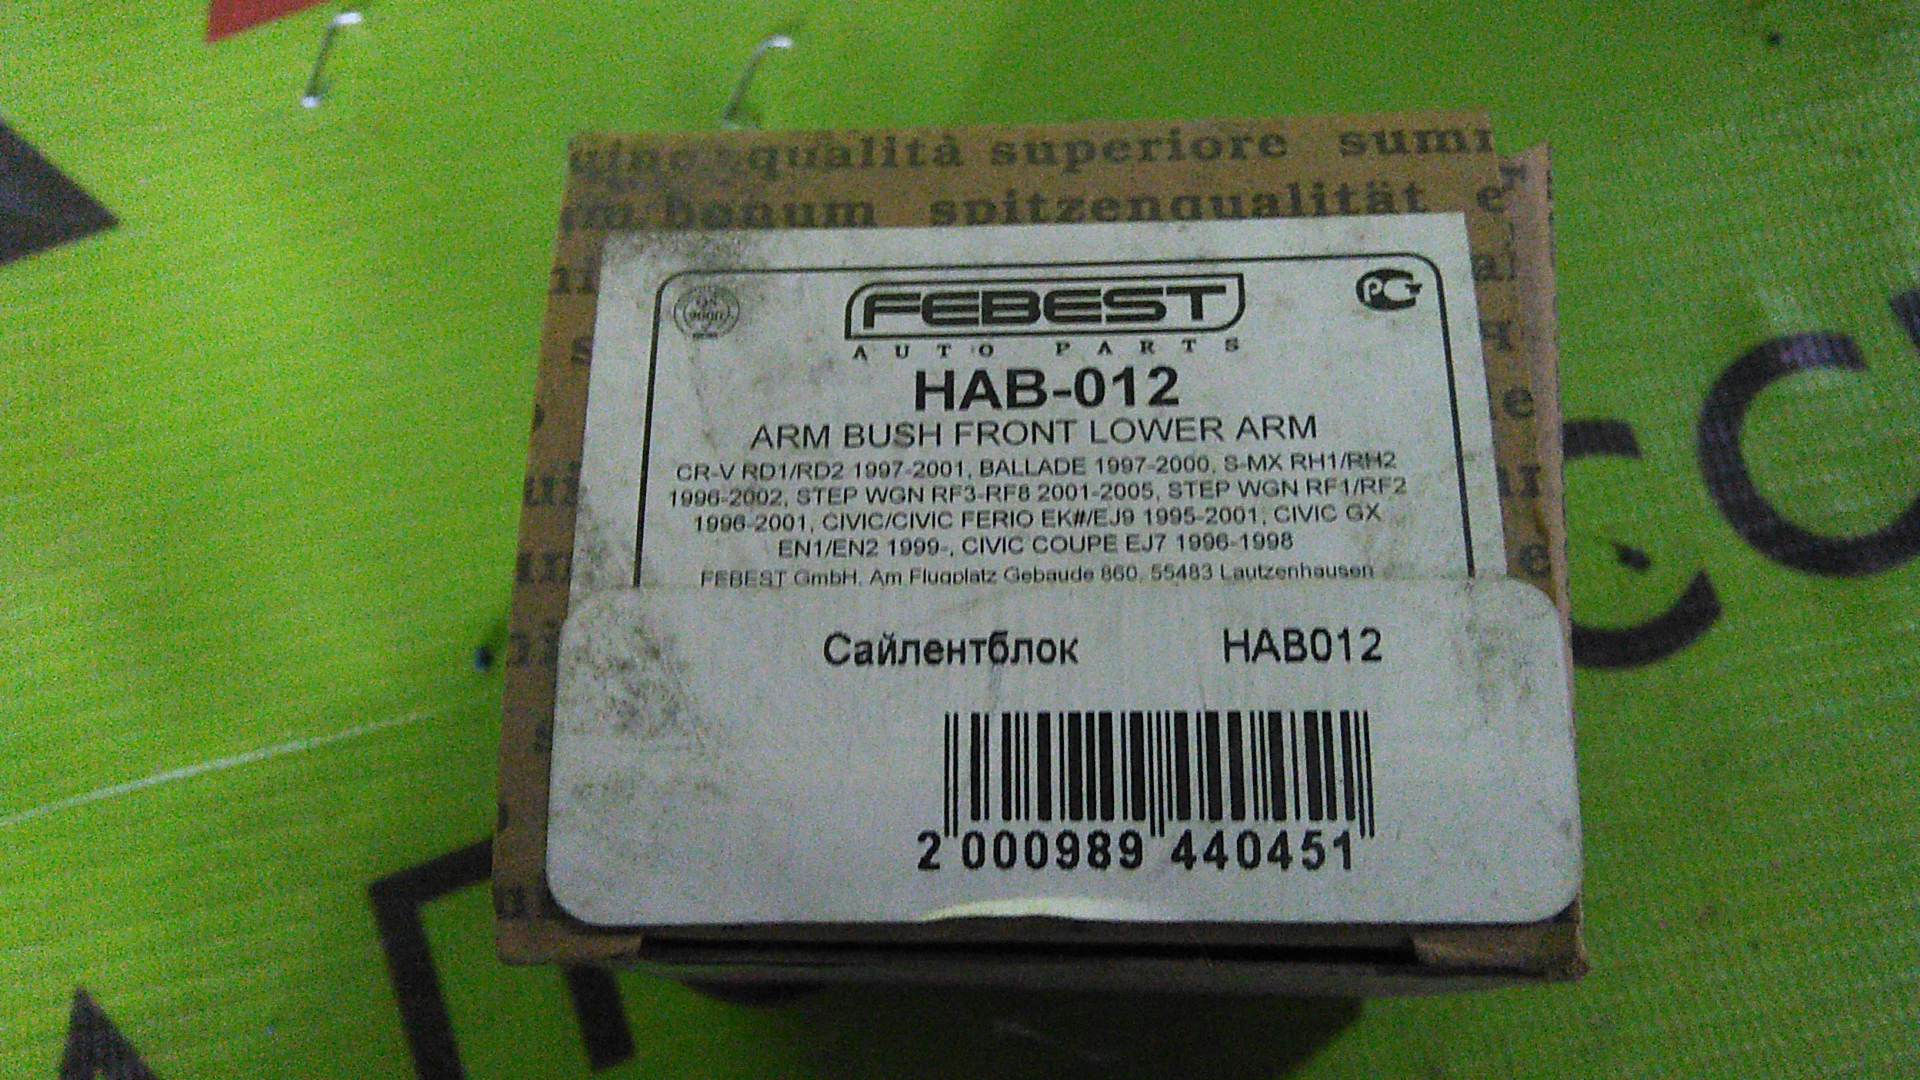 qualità superiore
bonum spitzenqualität
FEBEST
AUTO PARTS
HAB-012
ARM BUSH FRONT LOWER ARM
CR-V RD1/RD2 1997-2001, BALLADE 1997-2000, S-MX RH1/RH2
1996-2002, STEP WGN RF3-RF8 2001-2005, STEP WGN RF1/RF2
1996-2001, CIVIC/CIVIC FERIO EK#/EJ9 1995-2001, CIVIC GX
EN1/EN2 1999-, CIVIC COUPE EJ7 1996-1998
FEBEST GmbH, Am Flugplatz Gebaude 860, 55483 Lautzenhausen
Сайлентблок HAB012
2 000989 440451